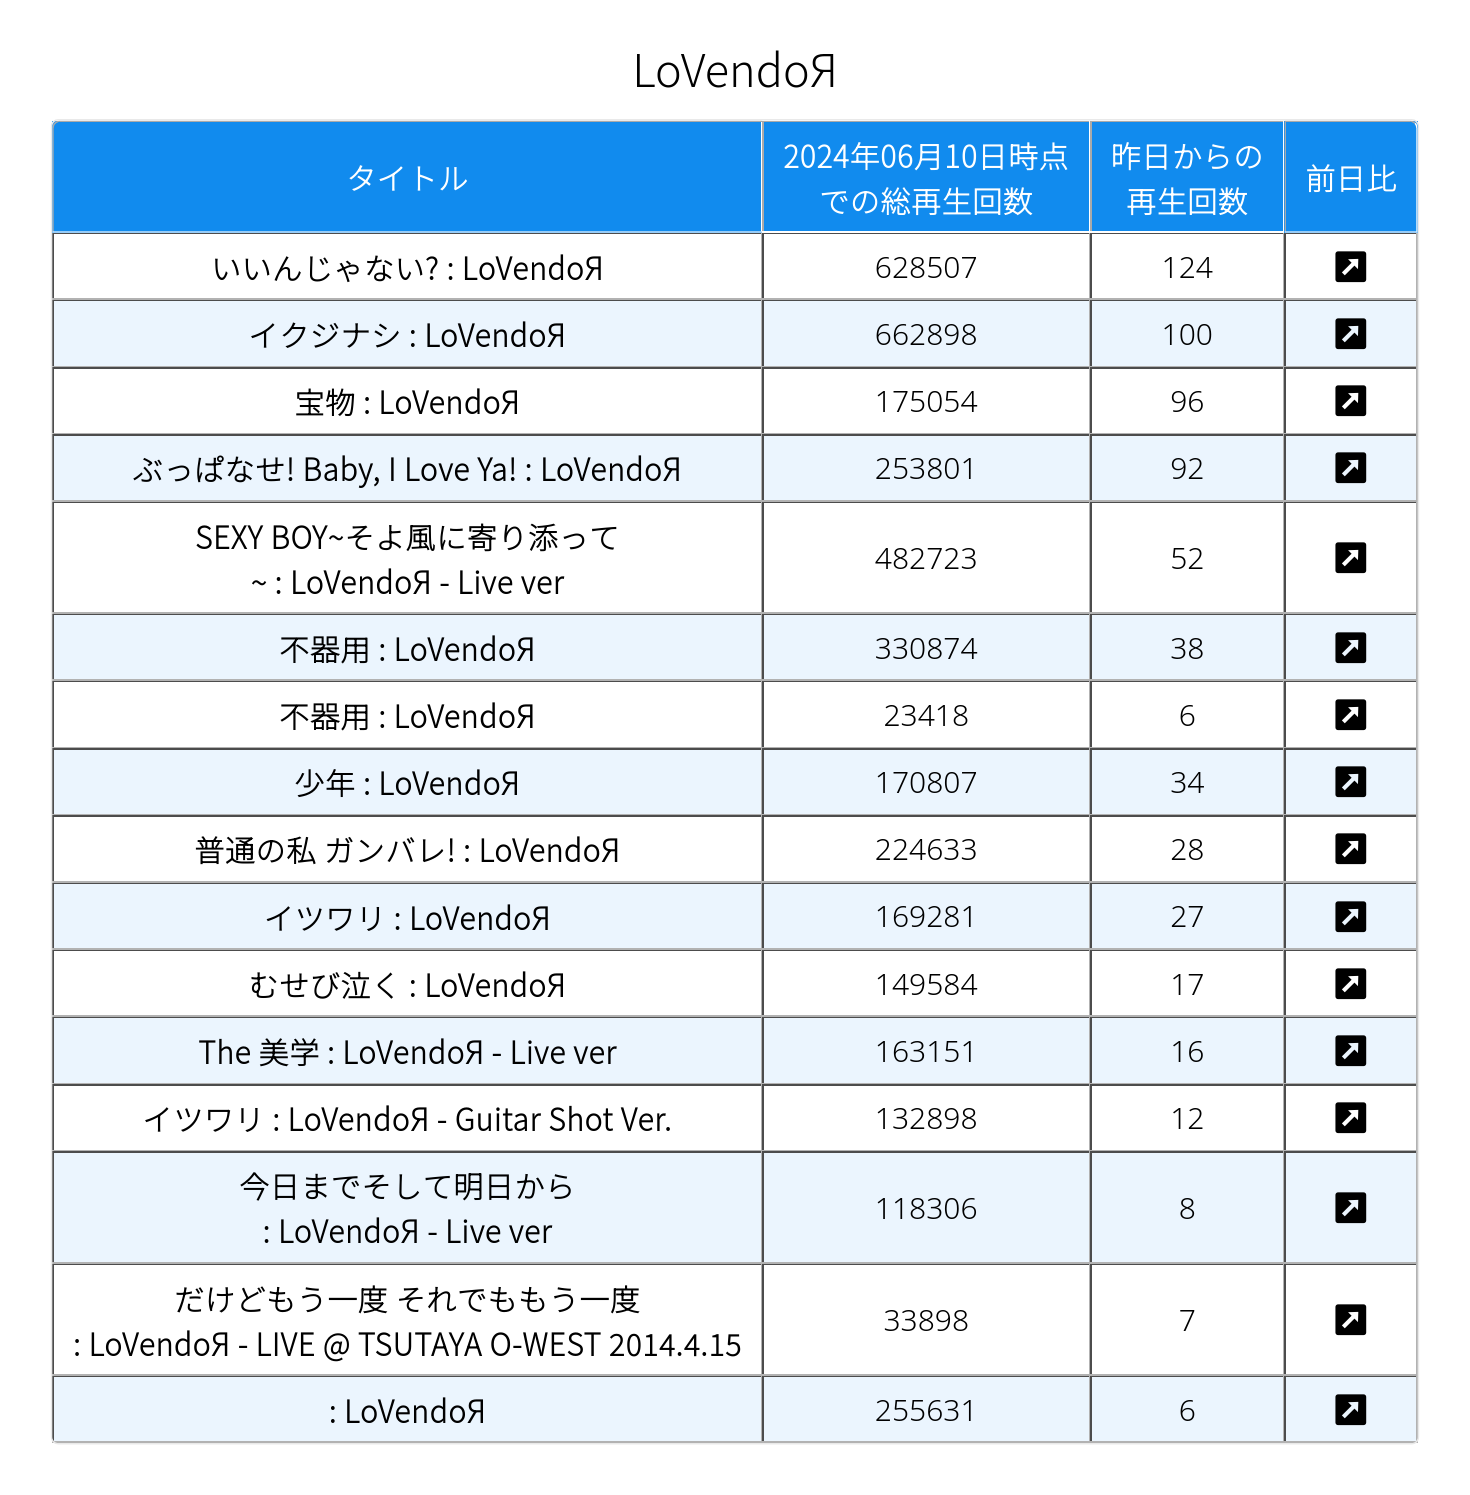 LoVendoЯ
タイトル
2024年06月10日時点
での総再生回数
昨日からの
再生回数
前日比
いいんじゃない? : LoVendoЯ
628507
124
イクジナシ : LoVendoЯ
662898
100
宝物 : LoVendoЯ
175054
96
ぶっぱなせ! Baby, I Love Ya! : LoVendoЯ
253801
92
SEXY BOY~そよ風に寄り添って
~ : LoVendoЯ - Live ver
482723
52
不器用 : LoVendoЯ
330874
38
不器用 : LoVendoЯ
23418
6
少年 : LoVendoЯ
170807
34
普通の私 ガンバレ! : LoVendoЯ
224633
28
イツワリ : LoVendoЯ
169281
27
むせび泣く : LoVendoЯ
149584
17
The 美学 : LoVendoЯ - Live ver
163151
16
イツワリ : LoVendoЯ - Guitar Shot Ver.
132898
12
今日までそして明日から
: LoVendoЯ - Live ver
118306
8
だけどもう一度 それでももう一度
: LoVendoЯ - LIVE @ TSUTAYA O-WEST 2014.4.15
33898
7
: LoVendoЯ
255631
6